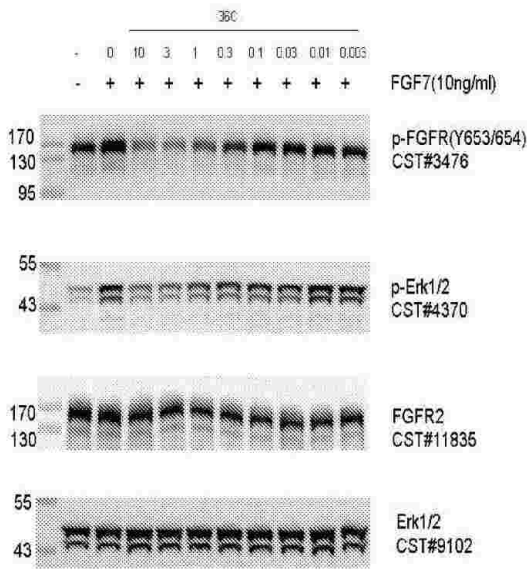 36C
- 0 10 3 1 0.3 0.1 0.03 0.01 0.003
- + + + + + + + + + FGF7(10ng/ml)
170
130
95
p-FGFR(Y653/654)
CST#3476
55
43
p-Erk1/2
CST#4370
170
130
FGFR2
CST#11835
55
43
Erk1/2
CST#9102